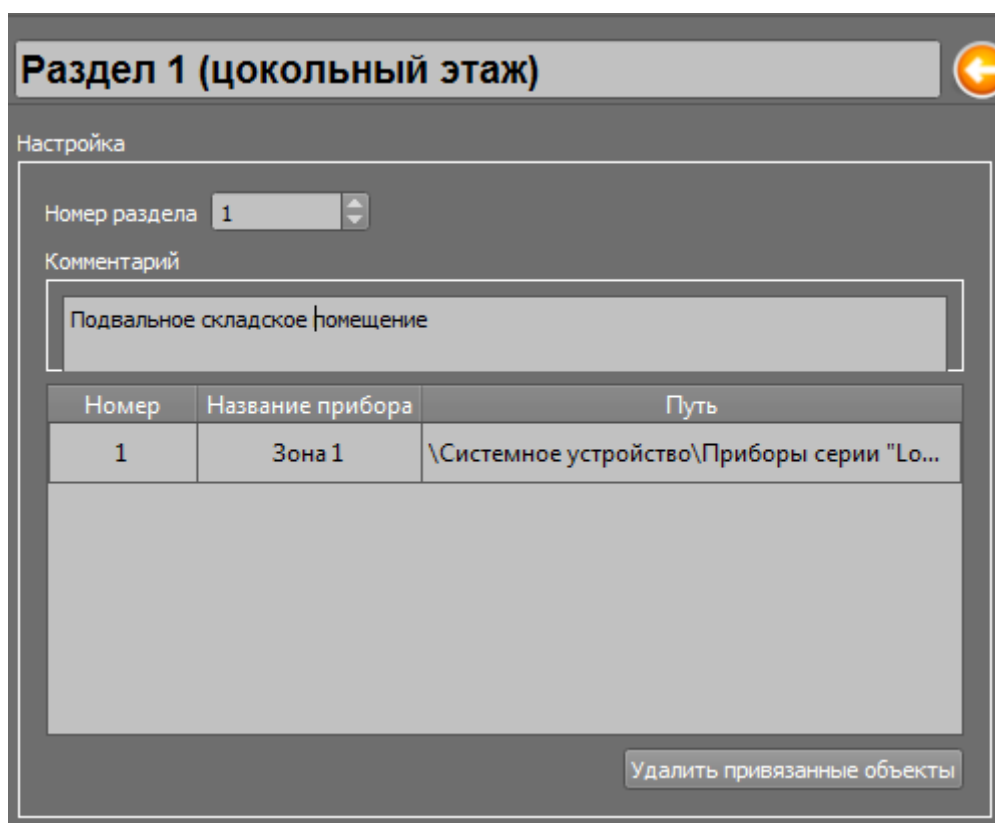 Раздел 1 (цокольный этаж)
Настройка
Номер раздела 1
Комментарий
Подвальное складское помещение
Номер Название прибора Путь
1 Зона 1 \Системное устройство\Приборы серии "Lo...
Удалить привязанные объекты